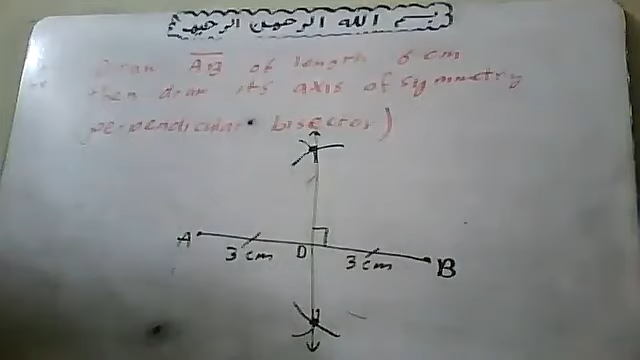 بسم الله الرحمن الرحيم
Draw AB of length 6 cm
then draw its axis of symmetry
perpendicular bisector)
A
3 cm
D
3 cm
B